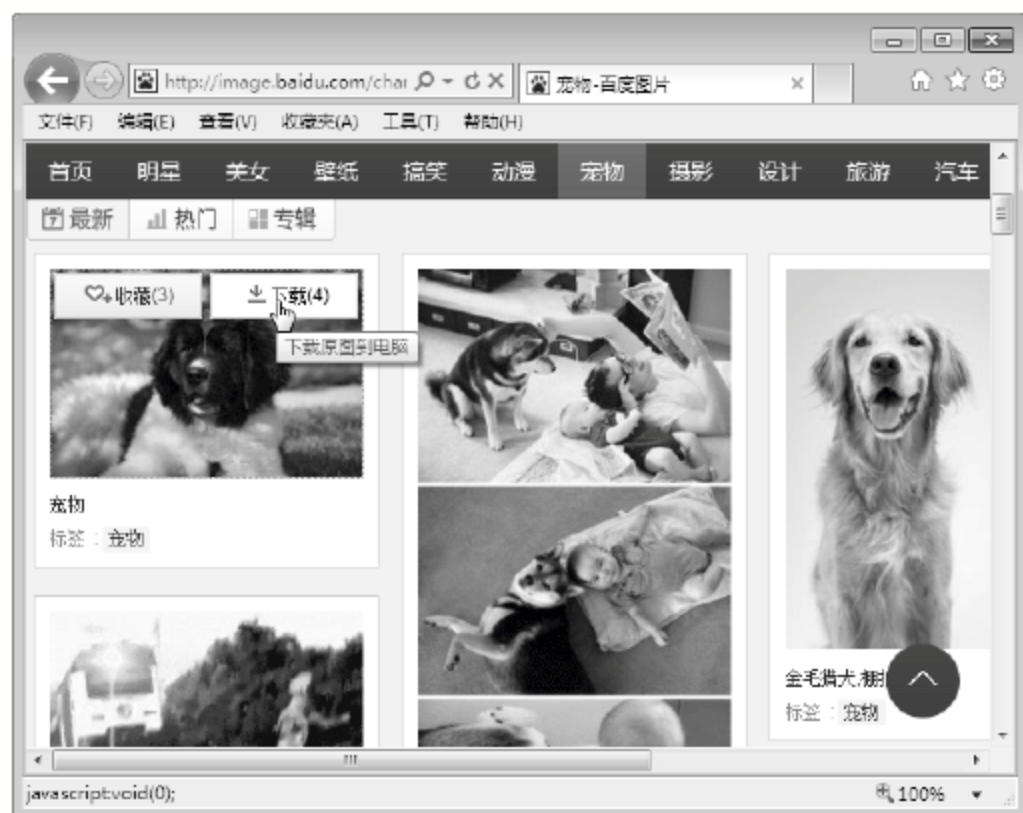 http://image.baidu.com/char
宠物-百度图片
文件(F) 编辑(E) 查看(V) 收藏夹(A) 工具(T) 帮助(H)
首页 明星 美女 壁纸 搞笑 动漫 宠物 摄影 设计 旅游 汽车
最新 热门 专辑
收藏(3) 下载(4)
下载原图到电脑
宠物
标签：宠物
金毛猎犬,棚拍
标签：宠物
javascript:void(0);
100%